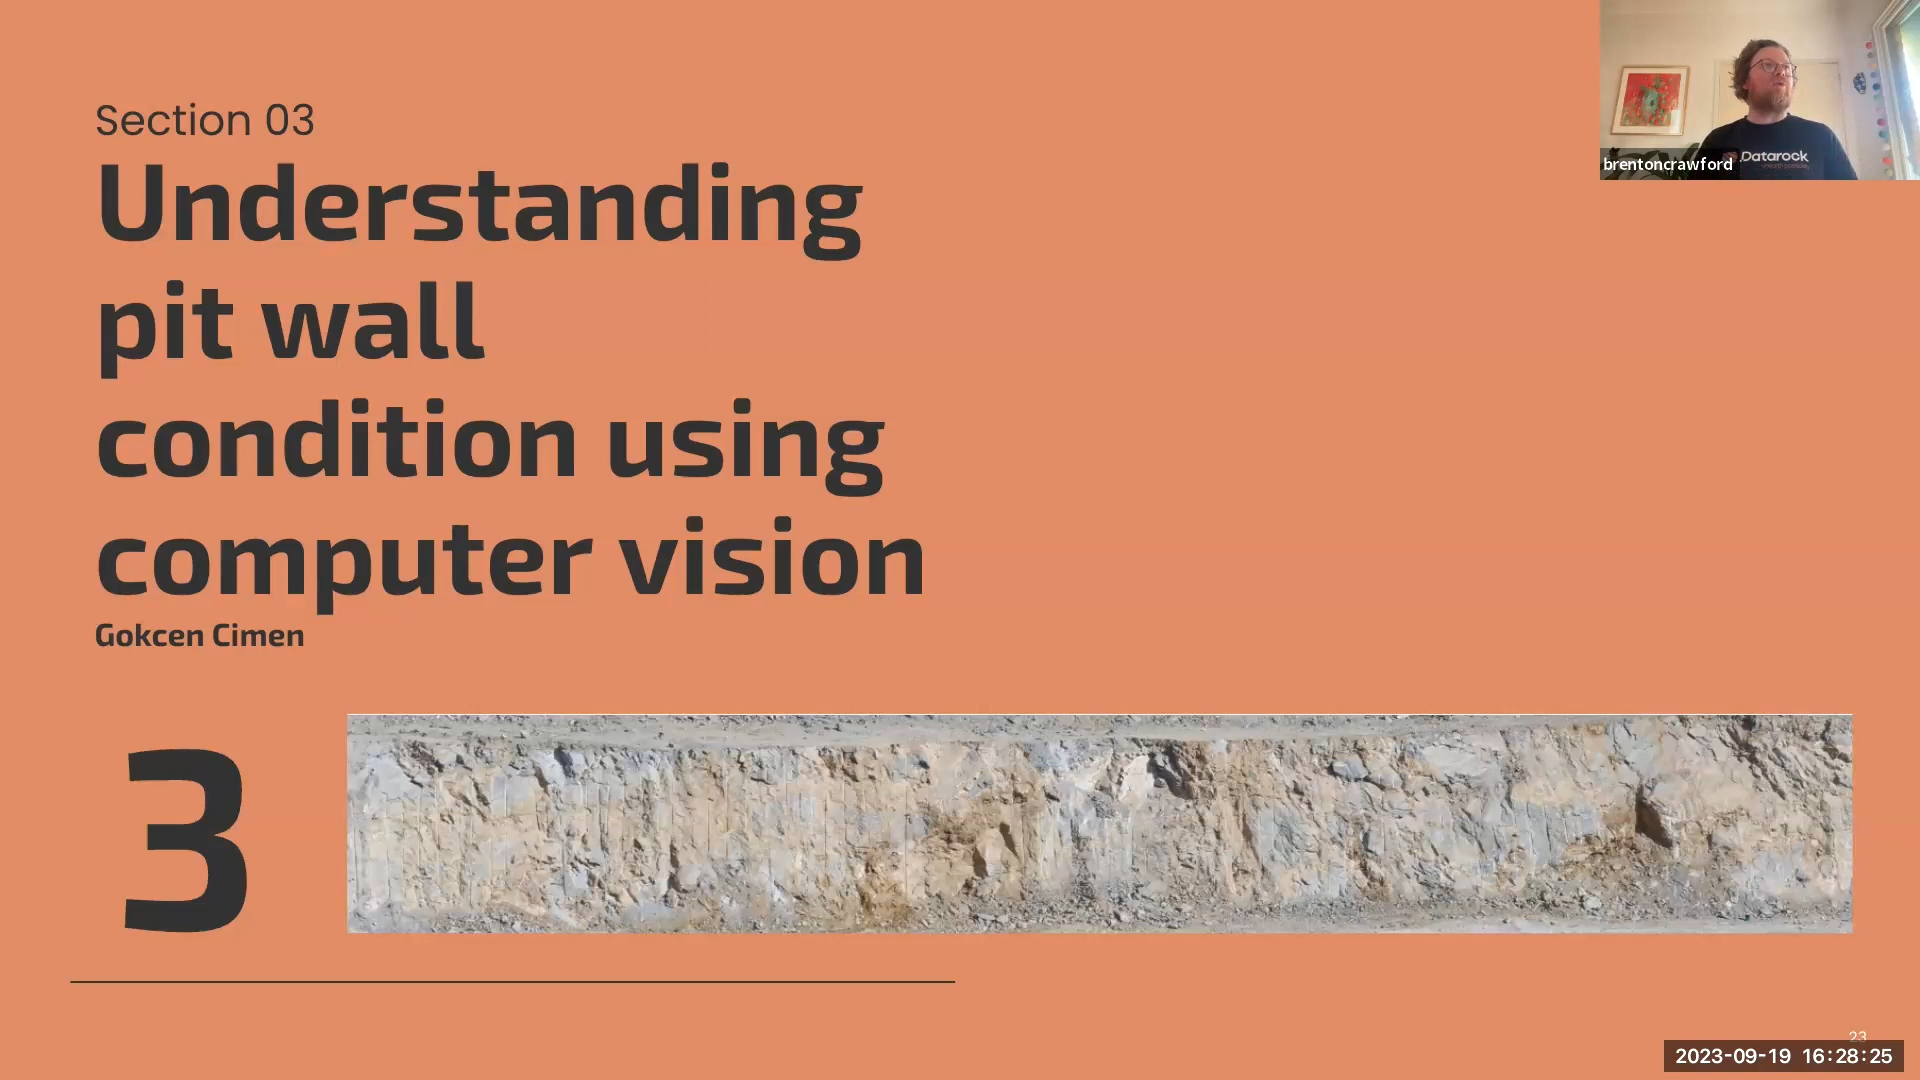 Section 03
Understanding
pit wall
condition using
computer vision
Gokcen Cimen
3
brentoncrawford
Datarock
23
2023-09-19 16:28:25